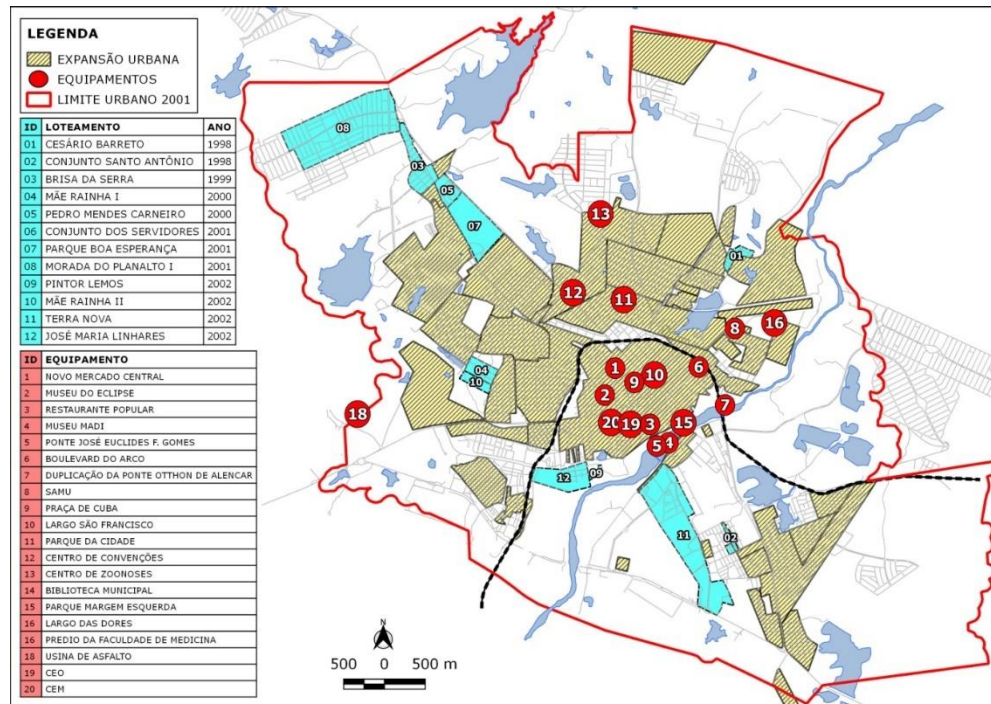 LEGENDA
EXPANSÃO URBANA
EQUIPAMENTOS
LIMITE URBANO 2001
ID LOTEAMENTO ANO
01 CESÁRIO BARRETO 1998
02 CONJUNTO SANTO ANTÔNIO 1998
03 BRISA DA SERRA 1999
04 MÃE RAINHA I 2000
05 PEDRO MENDES CARNEIRO 2000
06 CONJUNTO DOS SERVIDORES 2001
07 PARQUE BOA ESPERANÇA 2001
08 MORADA DO PLANALTO I 2001
09 PINTOR LEMOS 2002
10 MÃE RAINHA II 2002
11 TERRA NOVA 2002
12 JOSÉ MARIA LINHARES 2002
ID EQUIPAMENTO
1 NOVO MERCADO CENTRAL
2 MUSEU DO ECLIPSE
3 RESTAURANTE POPULAR
4 MUSEU MADI
5 PONTE JOSÉ EUCLIDES F. GOMES
6 BOULEVARD DO ARCO
7 DUPLICAÇÃO DA PONTE OTTHON DE ALENCAR
8 SAMU
9 PRAÇA DE CUBA
10 LARGO SÃO FRANCISCO
11 PARQUE DA CIDADE
12 CENTRO DE CONVENÇÕES
13 CENTRO DE ZOONOSES
14 BIBLIOTECA MUNICIPAL
15 PARQUE MARGEM ESQUERDA
16 LARGO DAS DORES
16 PREDIO DA FACULDADE DE MEDICINA
18 USINA DE ASFALTO
19 CEO
20 CEM
08
03
05
07
13
01
12
11
8
16
04
10
1
9
10
6
2
18
7
20
19
3
15
5
4
12
09
11
02
N
500 0 500 m